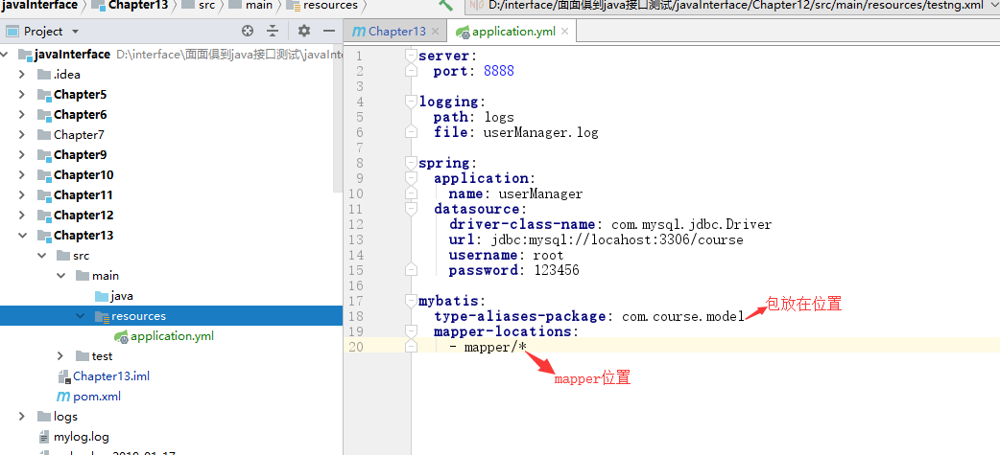 javaInterface Chapter13 src main resources D:/interface/面面俱到java接口测试/javaInterface/Chapter12/src/main/resources/testng.xml
Project
Chapter13
application.yml
javaInterface D:\interface\面面俱到java接口测试\javaInte
.idea
Chapter5
Chapter6
Chapter7
Chapter9
Chapter10
Chapter11
Chapter12
Chapter13
src
main
java
resources
application.yml
test
Chapter13.iml
pom.xml
logs
mylog.log
1 server:
2 port: 8888
3
4 logging:
5 path: logs
6 file: userManager.log
7
8 spring:
9 application:
10 name: userManager
11 datasource:
12 driver-class-name: com.mysql.jdbc.Driver
13 url: jdbc:mysql://locahost:3306/course
14 username: root
15 password: 123456
16
17 mybatis:
18 type-aliases-package: com.course.model 包放在位置
19 mapper-locations:
20 - mapper/*
mapper位置